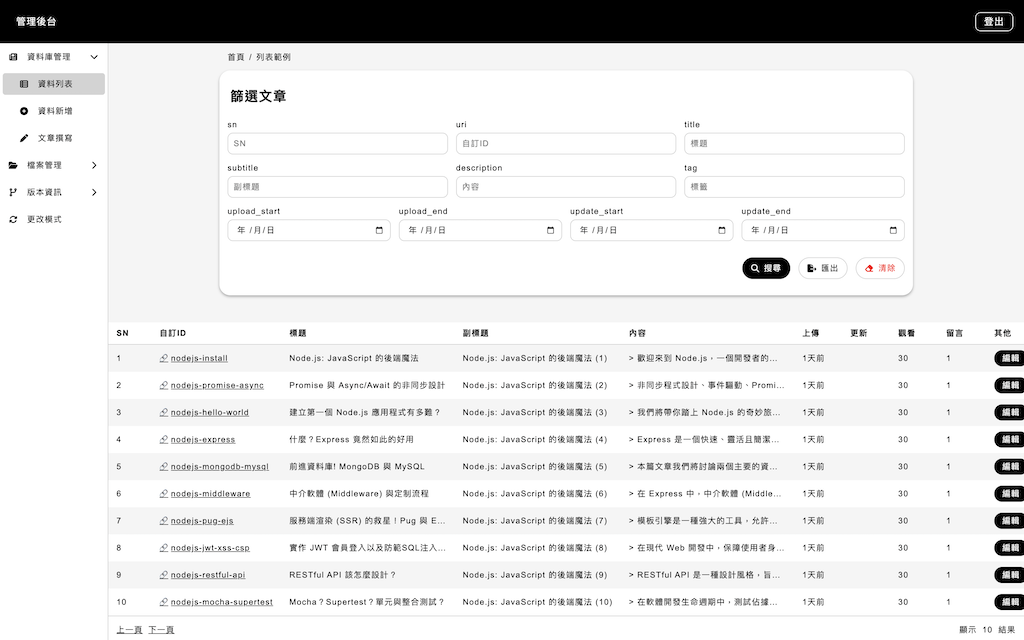 管理後台 登出
資料庫管理
資料列表
資料新增
文章撰寫
檔案管理
版本資訊
更改模式
首頁 / 列表範例
篩選文章
sn uri title
SN 自訂ID 標題
subtitle description tag
副標題 內容 標籤
upload_start upload_end update_start update_end
年 /月/日 年 /月/日 年 /月/日 年 /月/日
搜尋 匯出 清除
SN 自訂ID 標題 副標題 內容 上傳 更新 觀看 留言 其他
1 nodejs-install Node.js: JavaScript 的後端魔法 Node.js: JavaScript 的後端魔法 (1) > 歡迎來到 Node.js，一個開發者的... 1天前 30 1 編輯
2 nodejs-promise-async Promise 與 Async/Await 的非同步設計 Node.js: JavaScript 的後端魔法 (2) > 非同步程式設計、事件驅動、Promi... 1天前 30 1 編輯
3 nodejs-hello-world 建立第一個 Node.js 應用程式有多難？ Node.js: JavaScript 的後端魔法 (3) > 我們將帶你踏上 Node.js 的奇妙旅... 1天前 30 1 編輯
4 nodejs-express 什麼？Express 竟然如此的好用 Node.js: JavaScript 的後端魔法 (4) > Express 是一個快速、靈活且簡潔... 1天前 30 1 編輯
5 nodejs-mongodb-mysql 前進資料庫! MongoDB 與 MySQL Node.js: JavaScript 的後端魔法 (5) > 本篇文章我們將討論兩個主要的資... 1天前 30 1 編輯
6 nodejs-middleware 中介軟體 (Middleware) 與定制流程 Node.js: JavaScript 的後端魔法 (6) > 在 Express 中，中介軟體 (Middle... 1天前 30 1 編輯
7 nodejs-pug-ejs 服務端渲染 (SSR) 的救星！Pug 與 E... Node.js: JavaScript 的後端魔法 (7) > 模板引擎是一種強大的工具，允許... 1天前 30 1 編輯
8 nodejs-jwt-xss-csp 實作 JWT 會員登入以及防範SQL注入... Node.js: JavaScript 的後端魔法 (8) > 在現代 Web 開發中，保障使用者身... 1天前 30 1 編輯
9 nodejs-restful-api RESTful API 該怎麼設計？ Node.js: JavaScript 的後端魔法 (9) > RESTful API 是一種設計風格，旨... 1天前 30 1 編輯
10 nodejs-mocha-supertest Mocha？Supertest？單元與整合測試？ Node.js: JavaScript 的後端魔法 (10) > 在軟體開發生命週期中，測試佔據... 1天前 30 1 編輯
上一頁 下一頁 顯示 10 結果